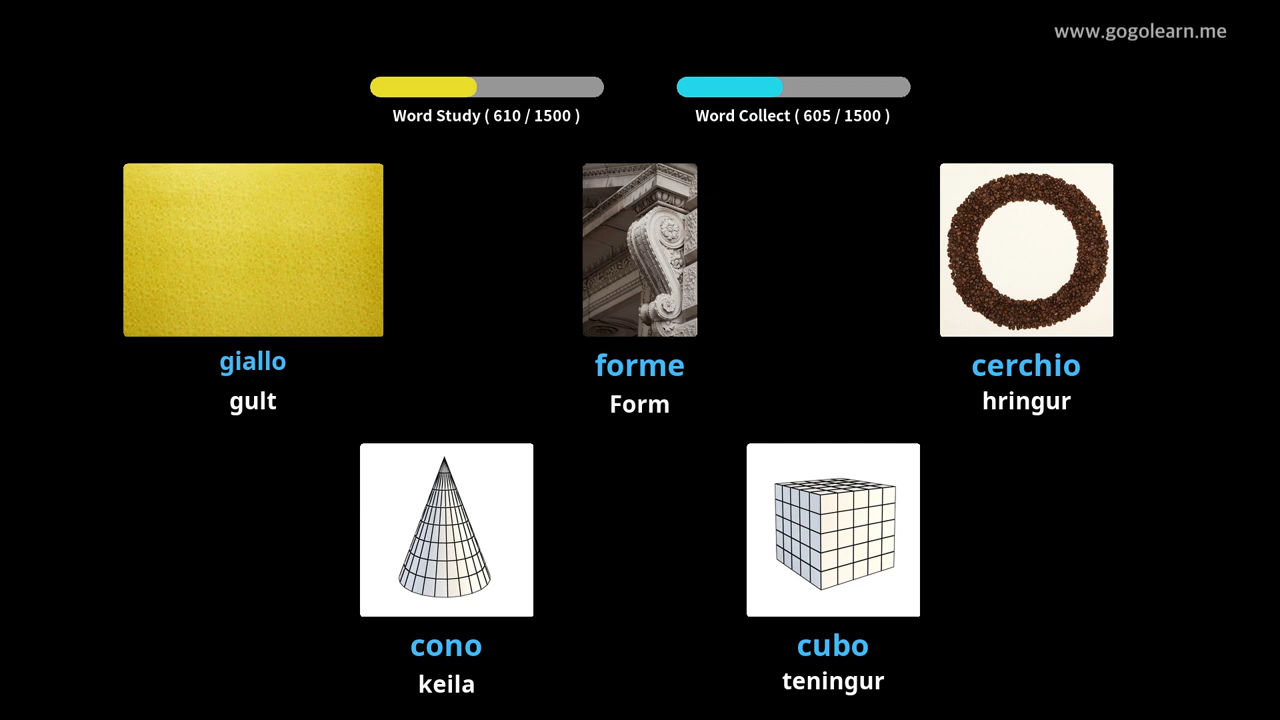 www.gogolearn.me
Word Study ( 610 / 1500 )
Word Collect ( 605 / 1500 )
giallo
gult
forme
Form
cerchio
hringur
cono
keila
cubo
teningur